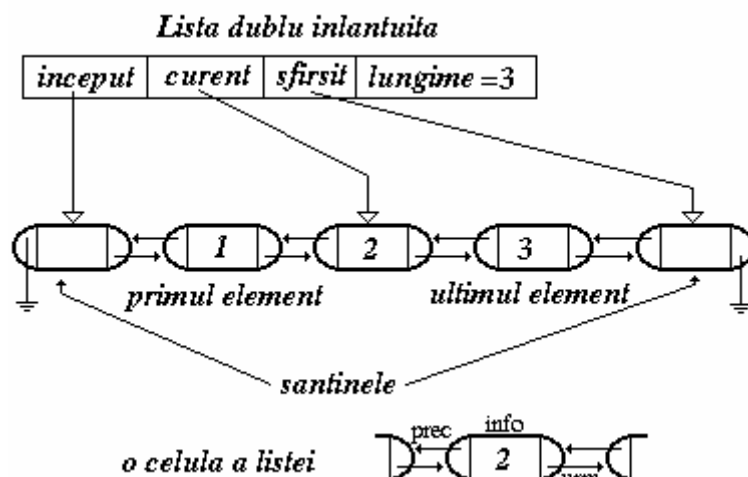 Lista dublu inlantuita
inceput curent sfirsit lungime =3
1 2 3
primul element ultimul element
santinele
prec info
o celula a listei 2